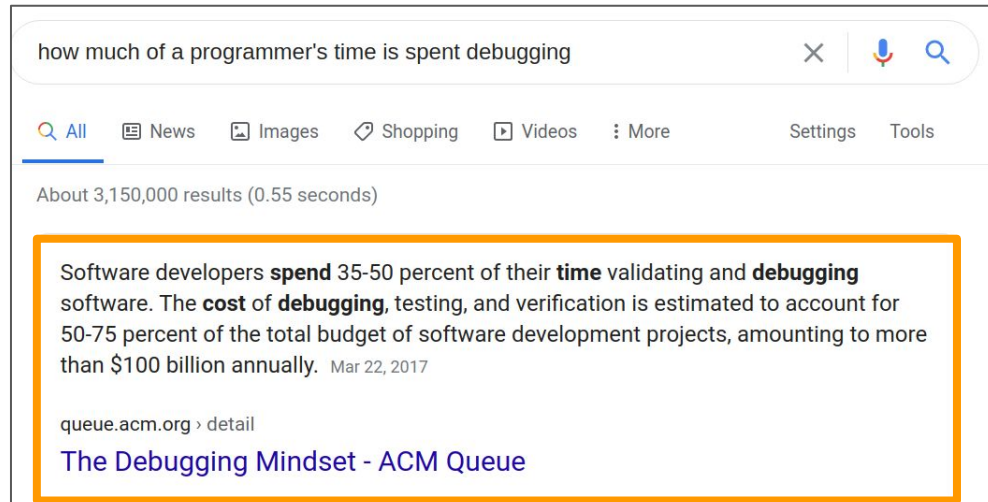 how much of a programmer's time is spent debugging
All News Images Shopping Videos More Settings Tools
About 3,150,000 results (0.55 seconds)
Software developers spend 35-50 percent of their time validating and debugging
software. The cost of debugging, testing, and verification is estimated to account for
50-75 percent of the total budget of software development projects, amounting to more
than $100 billion annually. Mar 22, 2017
queue.acm.org › detail
The Debugging Mindset - ACM Queue